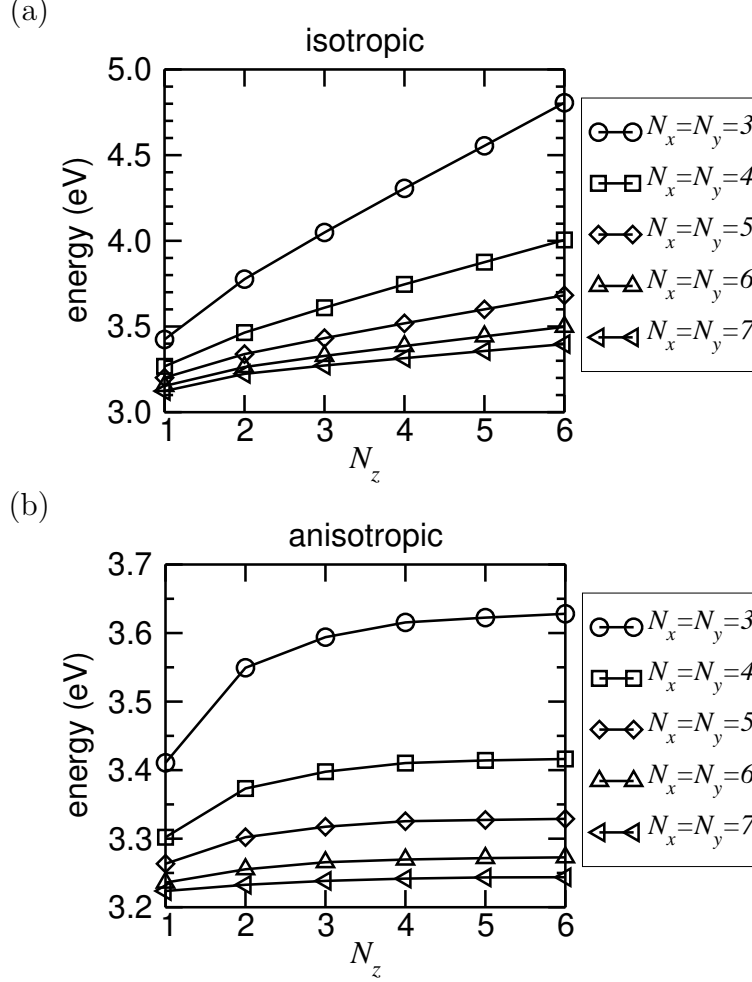 (a)
isotropic
5.0
4.5
4.0
3.5
3.0
energy (eV)
1 2 3 4 5 6
N_z
N_x=N_y=3
N_x=N_y=4
N_x=N_y=5
N_x=N_y=6
N_x=N_y=7
(b)
anisotropic
3.7
3.6
3.5
3.4
3.3
3.2
energy (eV)
1 2 3 4 5 6
N_z
N_x=N_y=3
N_x=N_y=4
N_x=N_y=5
N_x=N_y=6
N_x=N_y=7